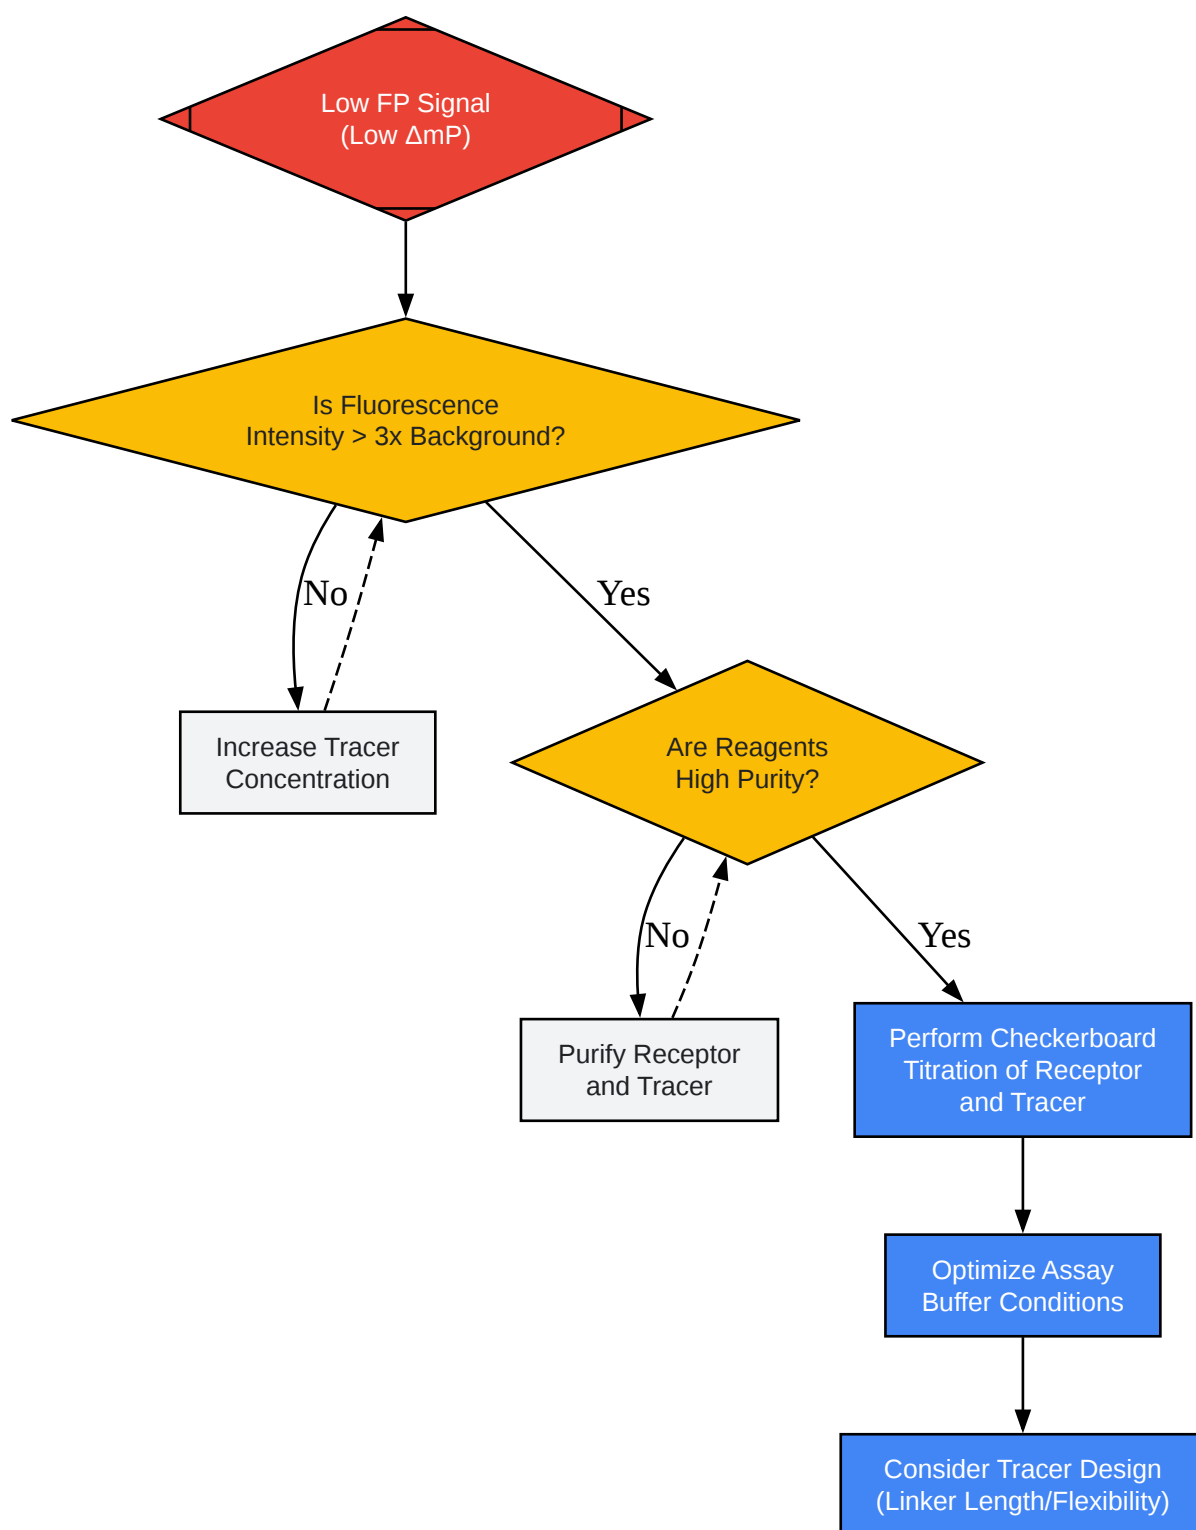 Low FP Signal
(Low ΔmP)
Is Fluorescence
Intensity > 3x Background?
No
Yes
Increase Tracer
Concentration
Are Reagents
High Purity?
No
Yes
Purify Receptor
and Tracer
Perform Checkerboard
Titration of Receptor
and Tracer
Optimize Assay
Buffer Conditions
Consider Tracer Design
(Linker Length/Flexibility)